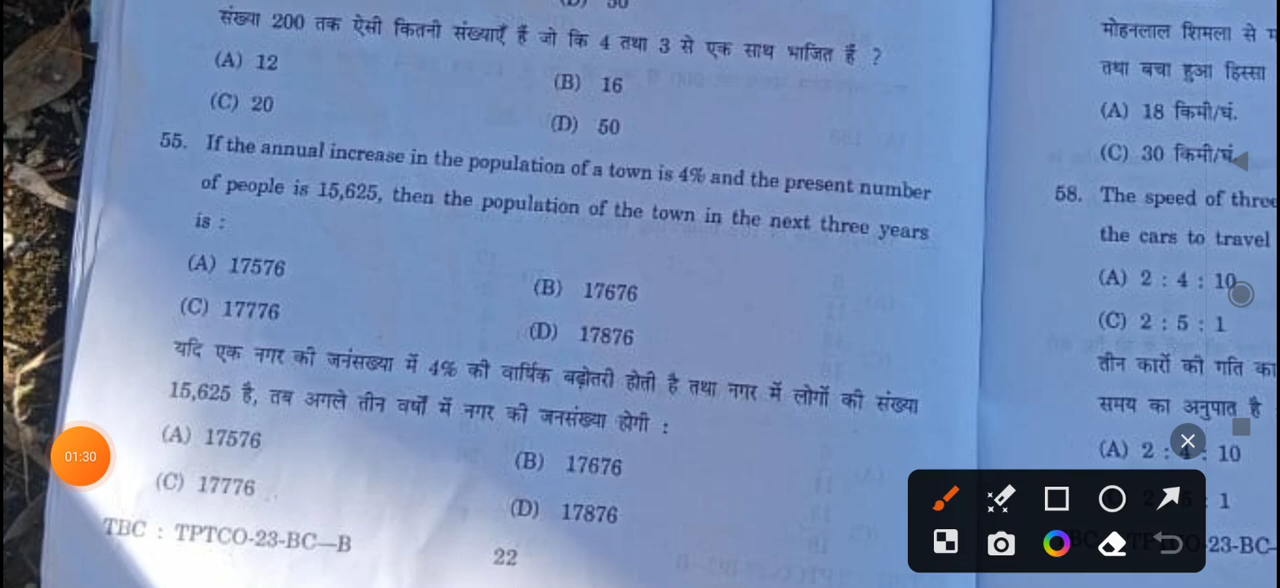 संख्या 200 तक ऐसी कितनी संख्याएँ हैं जो कि 4 तथा 3 से एक साथ भाजित हैं ?
(A) 12
(B) 16
(C) 20
(D) 50
55. If the annual increase in the population of a town is 4% and the present number
of people is 15,625, then the population of the town in the next three years
is :
(A) 17576
(B) 17676
(C) 17776
(D) 17876
यदि एक नगर की जनंसख्या में 4% की वार्षिक बढ़ोतरी होती है तथा नगर में लोगों की संख्या
15,625 है, तब अगले तीन वर्षों में नगर की जनसंख्या होगी :
(A) 17576
(B) 17676
(C) 17776
(D) 17876
TBC : TPTCO-23-BC—B
22
मोहनलाल शिमला से
तथा बचा हुआ हिस्सा
(A) 18 किमी/घं.
(C) 30 किमी/घं.
58. The speed of three
the cars to travel
(A) 2 : 4 : 10
(C) 2 : 5 : 1
तीन कारों की गति का
समय का अनुपात है
(A) 2 : 4 : 10
: 1
-23-BC-
01:30